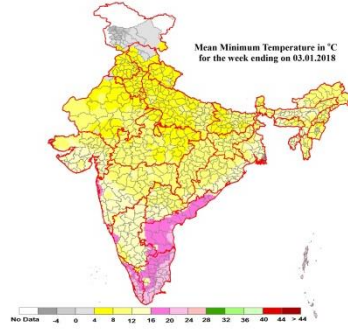 Mean Minimum Temperature in °C
for the week ending on 03.01.2018
No Data -4 0 4 8 12 16 20 24 28 32 36 40 44 > 44